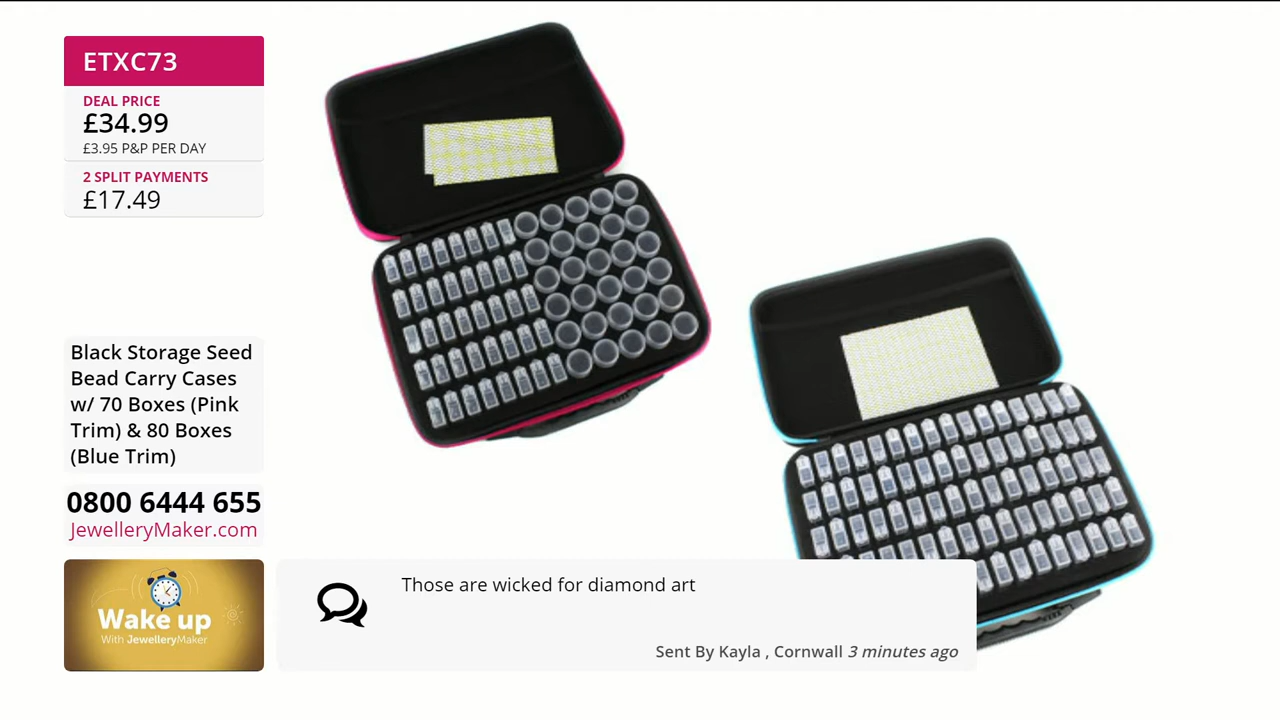 ETXC73
DEAL PRICE
£34.99
£3.95 P&P PER DAY
2 SPLIT PAYMENTS
£17.49
Black Storage Seed
Bead Carry Cases
w/ 70 Boxes (Pink
Trim) & 80 Boxes
(Blue Trim)
0800 6444 655
JewelleryMaker.com
Wake up
With JewelleryMaker
Those are wicked for diamond art
Sent By Kayla , Cornwall 3 minutes ago